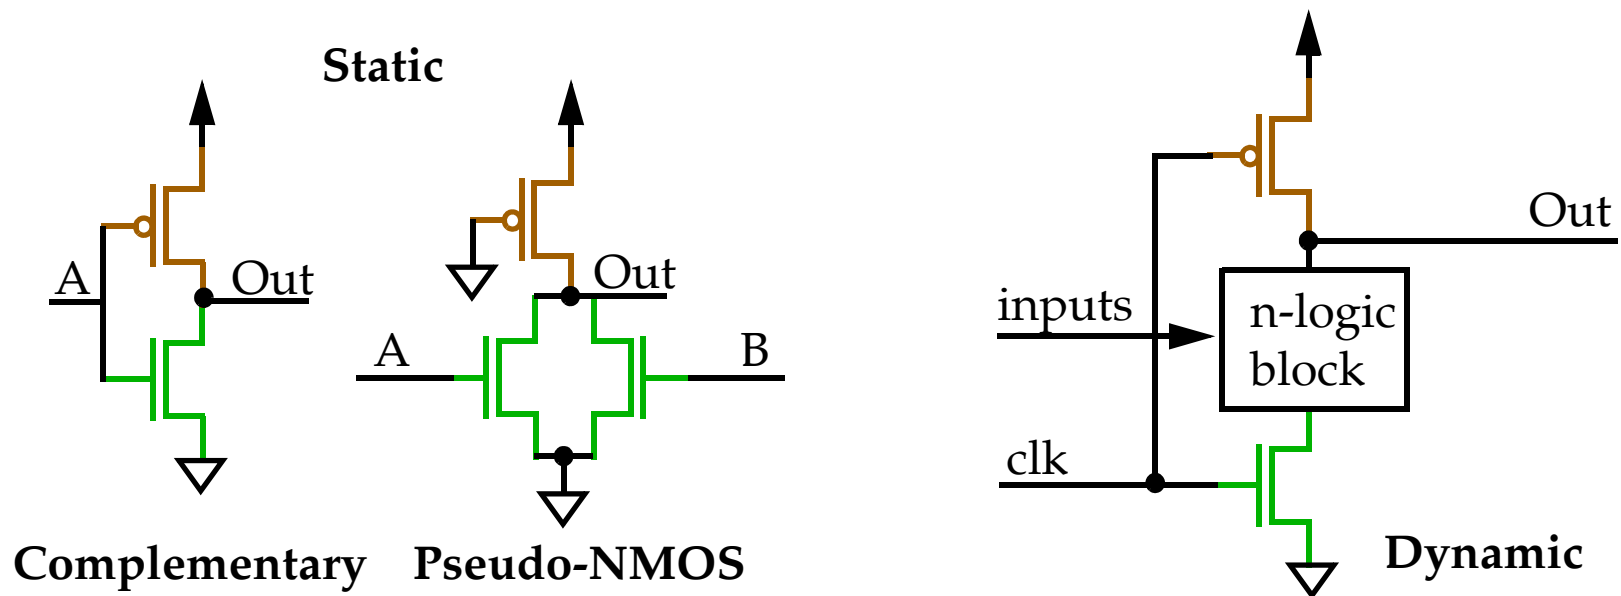 Static
A
Out
Complementary
Out
A
B
Pseudo-NMOS
Out
inputs
n-logic
block
clk
Dynamic